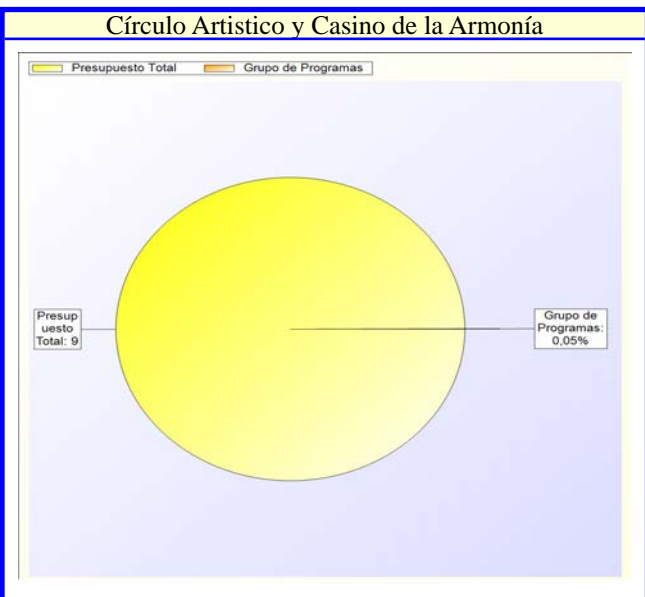 Círculo Artistico y Casino de la Armonía
Presupuesto Total Grupo de Programas
Presup
uesto
Total: 9
Grupo de
Programas:
0,05%